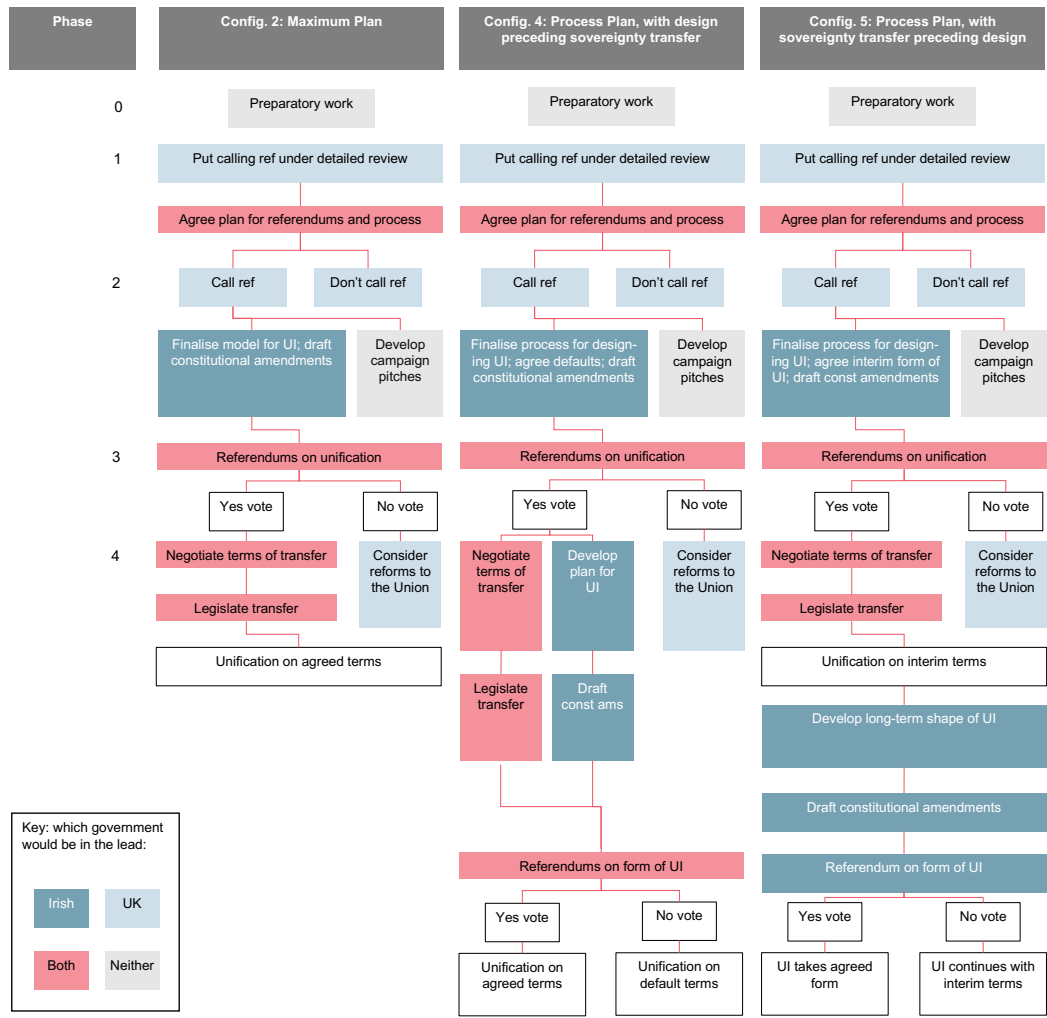 Phase
Config. 2: Maximum Plan
Config. 4: Process Plan, with design
preceding sovereignty transfer
Config. 5: Process Plan, with
sovereignty transfer preceding design
0
Preparatory work
Preparatory work
Preparatory work
1
Put calling ref under detailed review
Put calling ref under detailed review
Put calling ref under detailed review
Agree plan for referendums and process
Agree plan for referendums and process
Agree plan for referendums and process
2
Call ref
Don't call ref
Call ref
Don't call ref
Call ref
Don't call ref
Finalise model for UI; draft
constitutional amendments
Develop
campaign
pitches
Finalise process for design-
ing UI; agree defaults; draft
constitutional amendments
Develop
campaign
pitches
Finalise process for design-
ing UI; agree interim form of
UI; draft const amendments
Develop
campaign
pitches
3
Referendums on unification
Referendums on unification
Referendums on unification
Yes vote
No vote
Yes vote
No vote
Yes vote
No vote
4
Negotiate terms of transfer
Consider
reforms to
the Union
Negotiate
terms of
transfer
Develop
plan for
UI
Consider
reforms to
the Union
Negotiate terms of transfer
Consider
reforms to
the Union
Legislate transfer
Legislate transfer
Unification on agreed terms
Unification on interim terms
Legislate
transfer
Draft
const ams
Develop long-term shape of UI
Draft constitutional amendments
Referendums on form of UI
Referendum on form of UI
Yes vote
No vote
Yes vote
No vote
Unification on
agreed terms
Unification on
default terms
UI takes agreed
form
UI continues with
interim terms
Key: which government
would be in the lead:
Irish
UK
Both
Neither